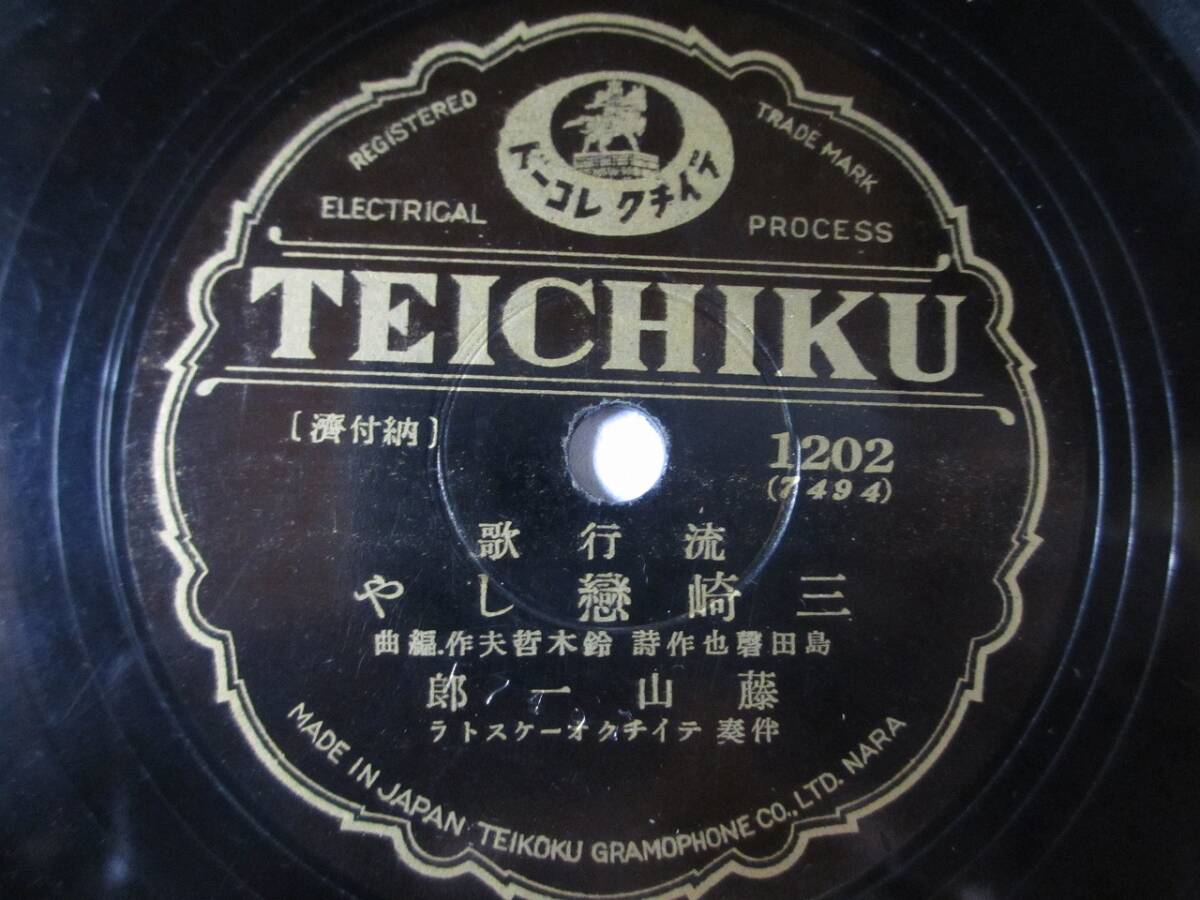 REGISTERED TRADE MARK
テイチクレコード
ELECTRICAL PROCESS
TEICHIKU
[納付濟]
1202
(7494)
流行歌
三崎戀しや
島田磬也作詩 鈴木哲夫作.編曲
藤山一郎
伴奏 テイチクオーケストラ
MADE IN JAPAN TEIKOKU GRAMOPHONE CO., LTD. NARA